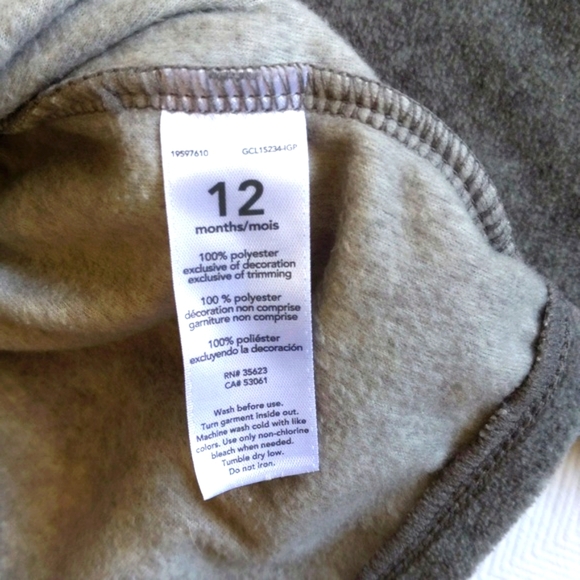 19597610 GCL15234-IGP
12
months/mois
100% polyester
exclusive of decoration
exclusive of trimming
100 % polyester
décoration non comprise
garniture non comprise
100% poliéster
excluyendo la decoración
RN# 35623
CA# 53061
Wash before use.
Turn garment inside out.
Machine wash cold with like
colors. Use only non-chlorine
bleach when needed.
Tumble dry low.
Do not iron.